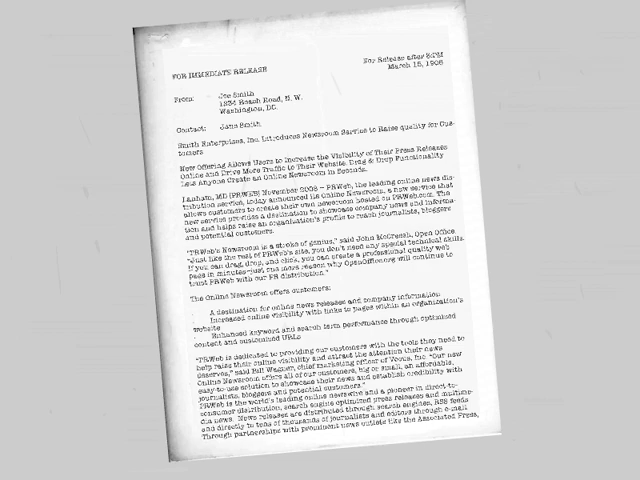 FOR IMMEDIATE RELEASE
For Release after 5PM
March 15, 1906
From: Joe Smith
1234 Beach Road, N. W.
Washington, DC.
Contact: Jane Smith
Smith Enterprises, Inc. Introduces Newsroom Service to Raise quality for Cus-
tomers
New Offering Allows Users to Increase the Visibility of Their Press Releases
Online and Drive More Traffic to Their Website. Drag & Drop Functionality
Lets Anyone Create an Online Newsroom in Seconds.
Lanham, MD (PRWEB) November 2008 – PRWeb, the leading online news dis-
tribution service, today announced its Online Newsroom, a new service that
allows customers to create their own newsroom hosted on PRWeb.com. The
new service provides a destination to showcase company news and informa-
tion and helps raise an organization's profile to reach journalists, bloggers
and potential customers.
"PRWeb's Newsroom is a stroke of genius," said John McCreesh, Open Office.
"Just like the rest of PRWeb's site, you don't need any special technical skills.
If you can drag, drop, and click, you can create a professional quality web
page in minutes–just one more reason why OpenOffice.org will continue to
trust PRWeb with our PR distribution."
The Online Newsroom offers customers:
A destination for online news releases and company information
Increased online visibility with links to pages within an organization's
website
Enhanced keyword and search term performance through optimized
content and customized URLs
"PRWeb is dedicated to providing our customers with the tools they need to
help raise their online visibility and attract the attention their news
deserves," said Bill Wagner, chief marketing officer of Vocus, Inc. "Our new
Online Newsroom offers all of our customers, big or small, an affordable,
easy-to-use solution to showcase their news and establish credibility with
journalists, bloggers and potential customers."
PRWeb is the world's leading online newswire and a pioneer in direct-to-
consumer distribution, search engine optimized press releases and multime-
dia news. News releases are distributed through search engines, RSS feeds
and directly to tens of thousands of journalists and editors through e-mail
Through partnerships with prominent news outlets like the Associated Press,